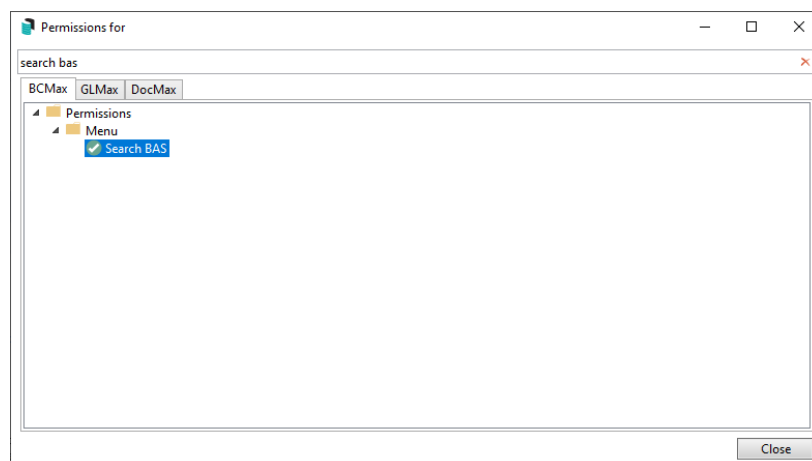 Permissions for
search bas
BCMax GLMax DocMax
Permissions
Menu
Search BAS
Close